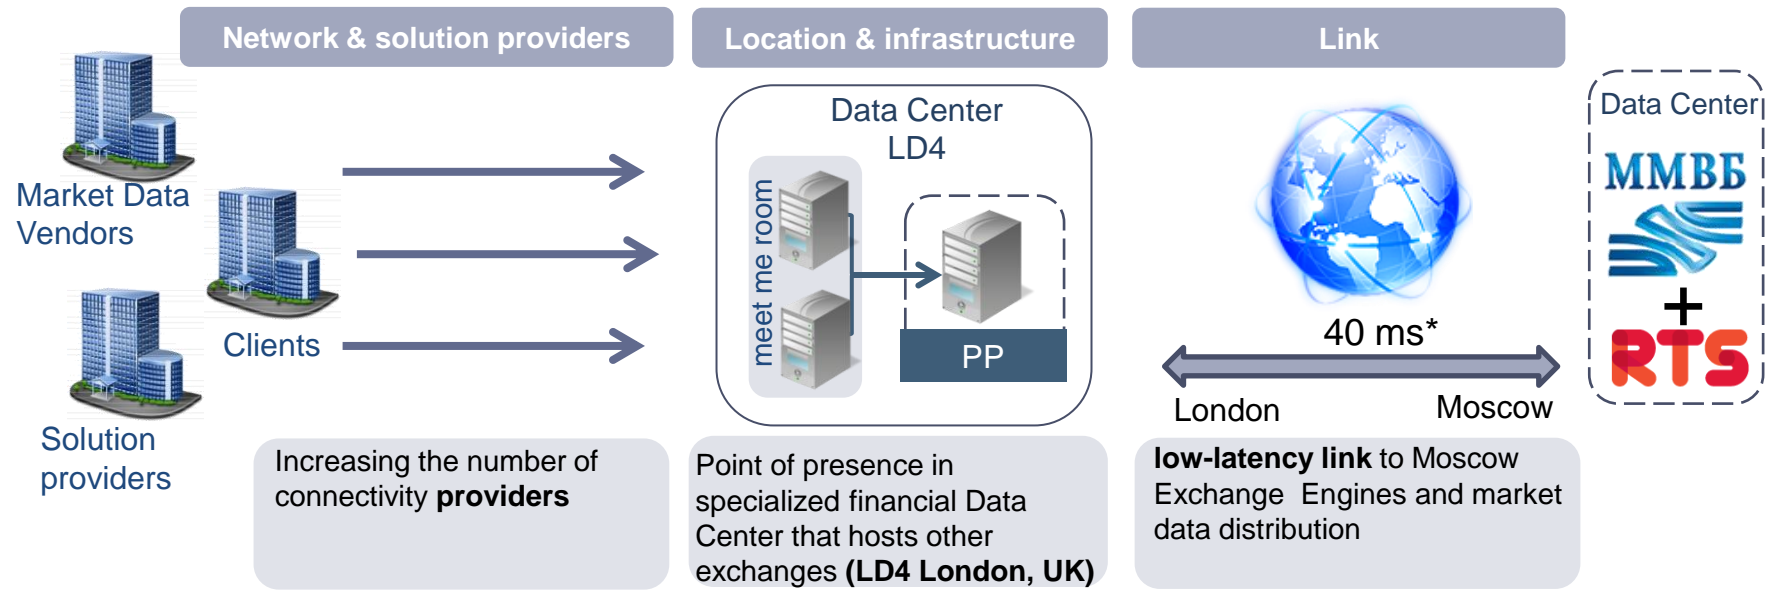 Network & solution providers
Location & infrastructure
Link
Market Data
Vendors
Clients
Solution
providers
Data Center
LD4
meet me room
PP
40 ms*
London
Moscow
Data Center
ММВБ
+
RTS
Increasing the number of
connectivity providers
Point of presence in
specialized financial Data
Center that hosts other
exchanges (LD4 London, UK)
low-latency link to Moscow
Exchange Engines and market
data distribution